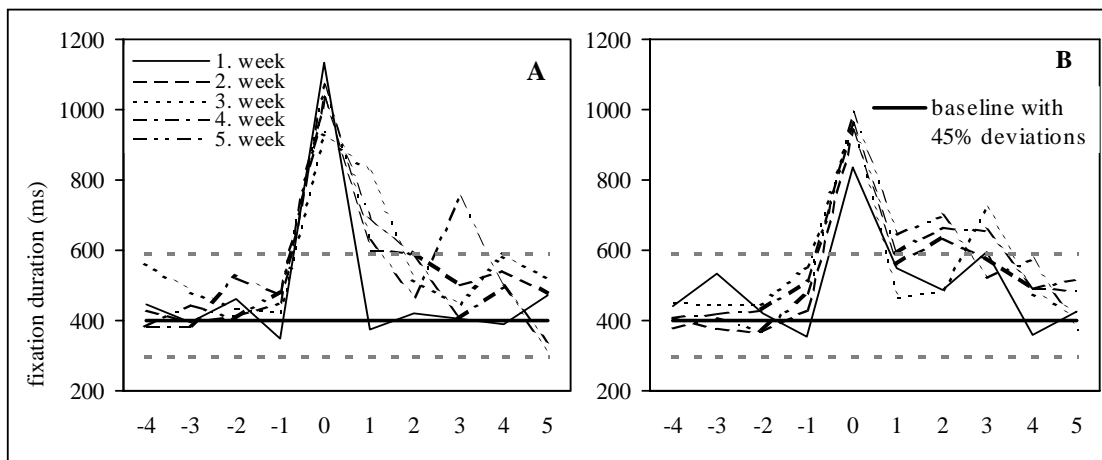 fixation duration (ms)
1200
1000
800
600
400
200
1. week
2. week
3. week
4. week
5. week
A
-4 -3 -2 -1 0 1 2 3 4 5
1200
1000
800
600
400
200
B
baseline with
45% deviations
-4 -3 -2 -1 0 1 2 3 4 5